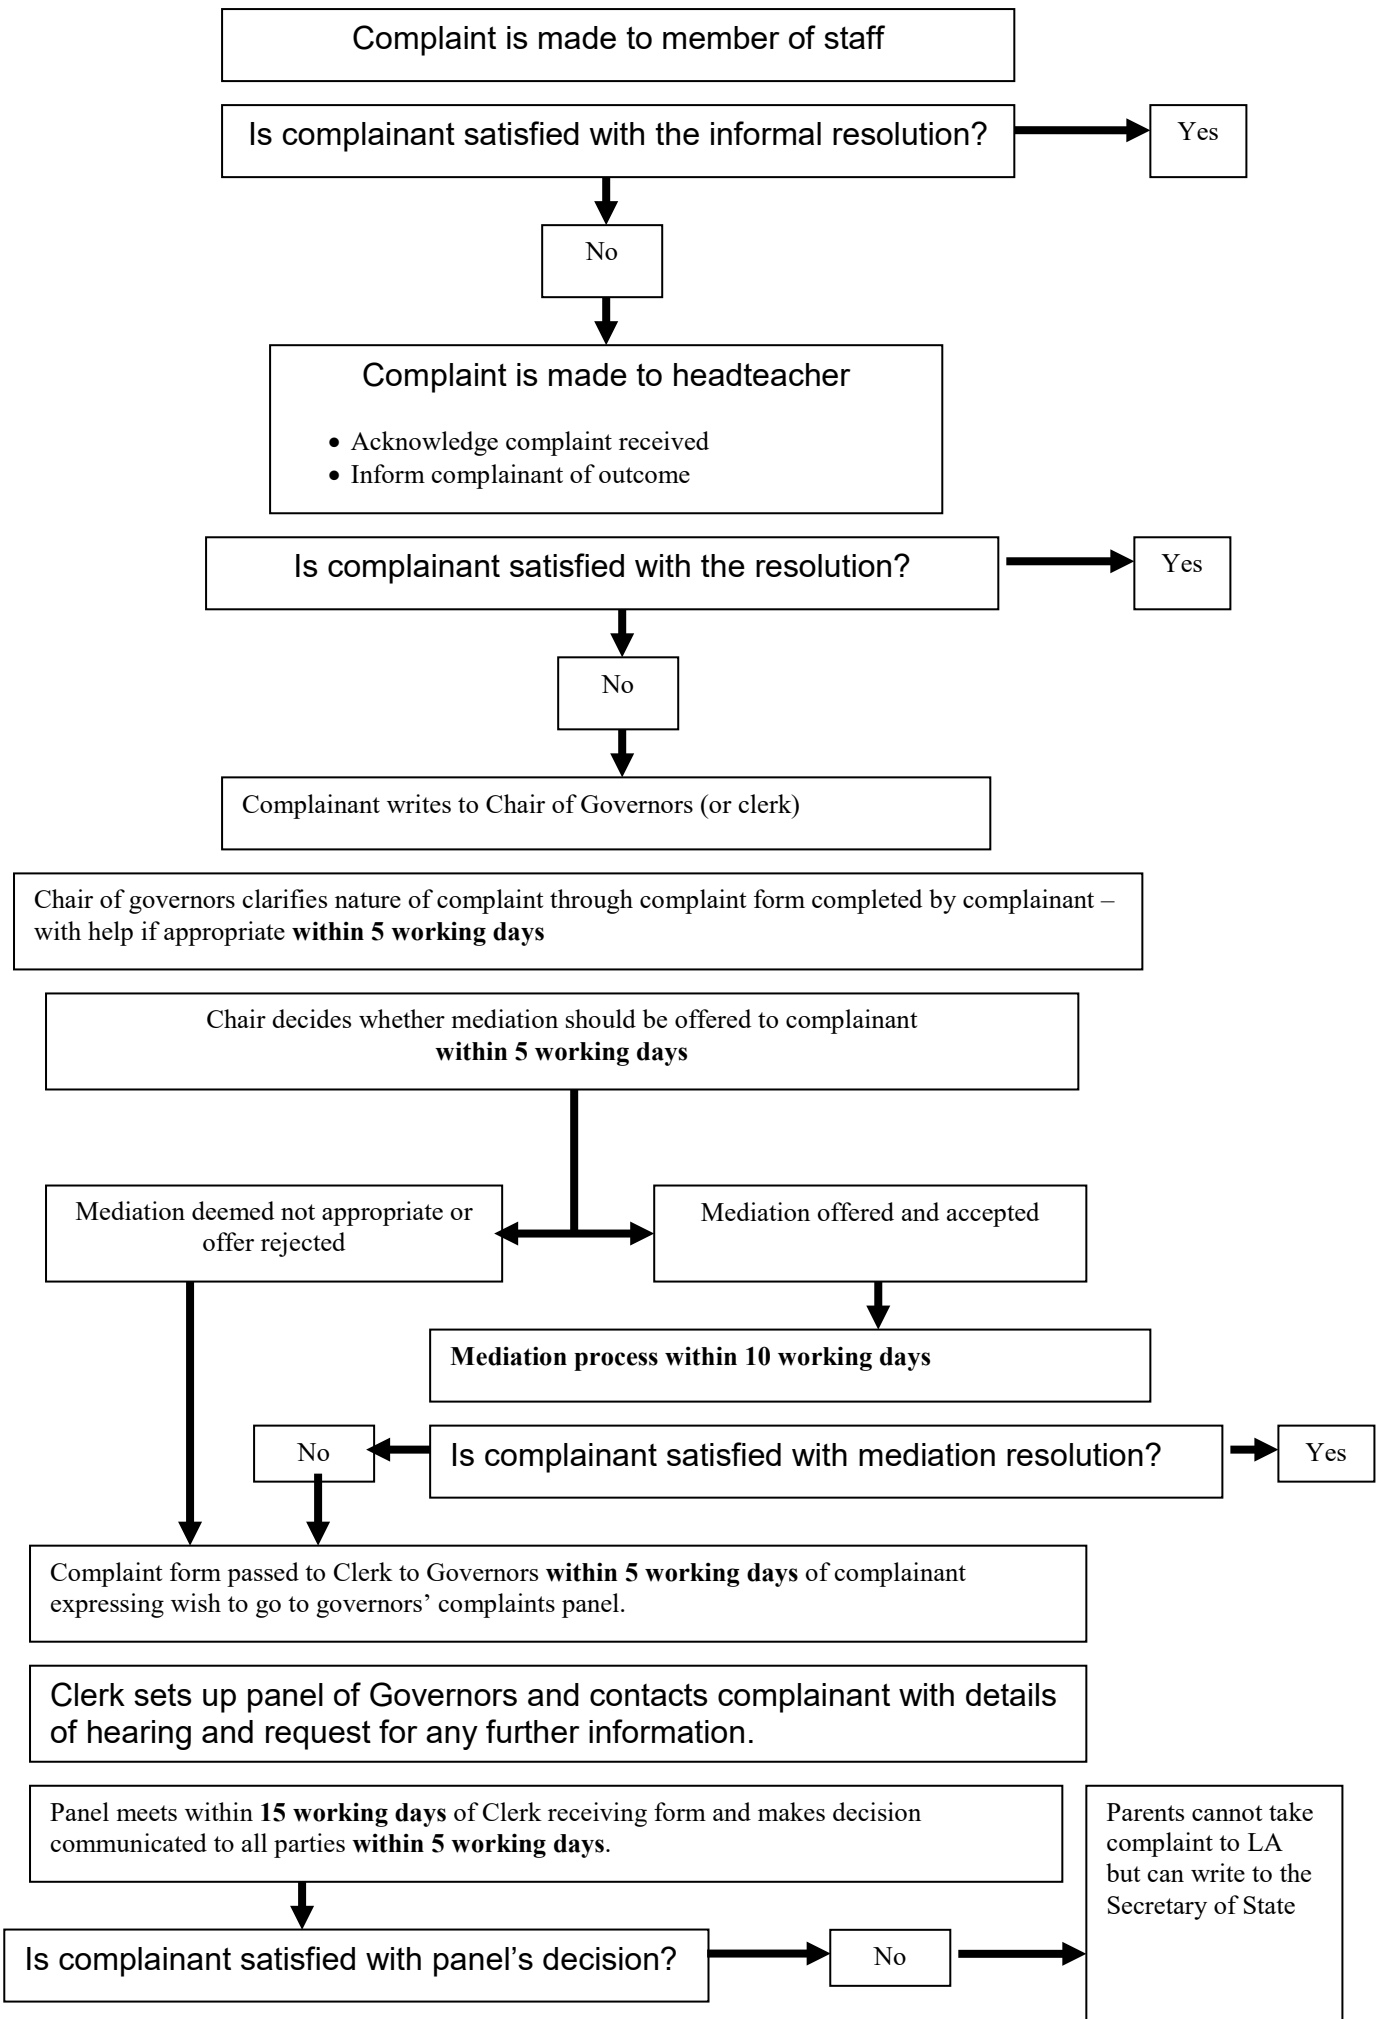 Complaint is made to member of staff
Is complainant satisfied with the informal resolution?
Yes
No
Complaint is made to headteacher
• Acknowledge complaint received
• Inform complainant of outcome
Is complainant satisfied with the resolution?
Yes
No
Complainant writes to Chair of Governors (or clerk)
Chair of governors clarifies nature of complaint through complaint form completed by complainant –
with help if appropriate within 5 working days
Chair decides whether mediation should be offered to complainant
within 5 working days
Mediation deemed not appropriate or
offer rejected
Mediation offered and accepted
Mediation process within 10 working days
No
Is complainant satisfied with mediation resolution?
Yes
Complaint form passed to Clerk to Governors within 5 working days of complainant
expressing wish to go to governors’ complaints panel.
Clerk sets up panel of Governors and contacts complainant with details
of hearing and request for any further information.
Panel meets within 15 working days of Clerk receiving form and makes decision
communicated to all parties within 5 working days.
Parents cannot take
complaint to LA
but can write to the
Secretary of State
Is complainant satisfied with panel’s decision?
No